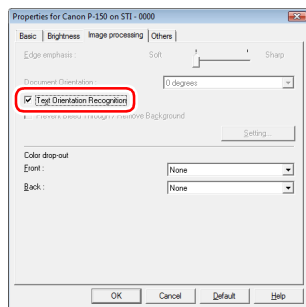 Properties for Canon P-150 on STI - 0000
Basic Brightness Image processing Others
Edge emphasis : Soft Sharp
Document Orientation : 0 degrees
Text Orientation Recognition
Prevent Bleed Through / Remove Background
Setting...
Color drop-out
Front : None
Back : None
OK Cancel Default Help